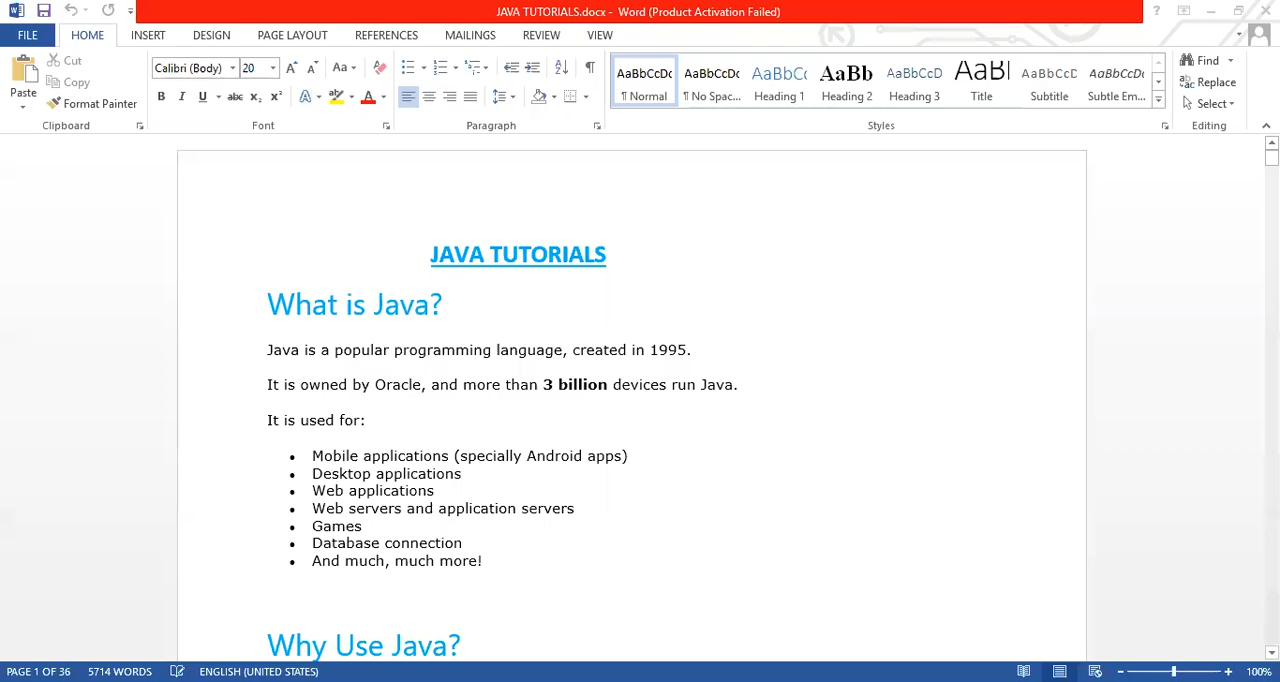 JAVA TUTORIALS.docx - Word (Product Activation Failed)
FILE HOME INSERT DESIGN PAGE LAYOUT REFERENCES MAILINGS REVIEW VIEW
Paste
Cut
Copy
Format Painter
Clipboard
Calibri (Body) 20
Font
Paragraph
AaBbCcDc AaBbCcDc AaBbCc AaBb AaBbCcD AaBl AaBbCcD AaBbCcDc
¶ Normal ¶ No Spac... Heading 1 Heading 2 Heading 3 Title Subtitle Subtle Em...
Styles
Find
Replace
Select
Editing
JAVA TUTORIALS
What is Java?
Java is a popular programming language, created in 1995.
It is owned by Oracle, and more than 3 billion devices run Java.
It is used for:
• Mobile applications (specially Android apps)
• Desktop applications
• Web applications
• Web servers and application servers
• Games
• Database connection
• And much, much more!
Why Use Java?
PAGE 1 OF 36 5714 WORDS ENGLISH (UNITED STATES) 100%